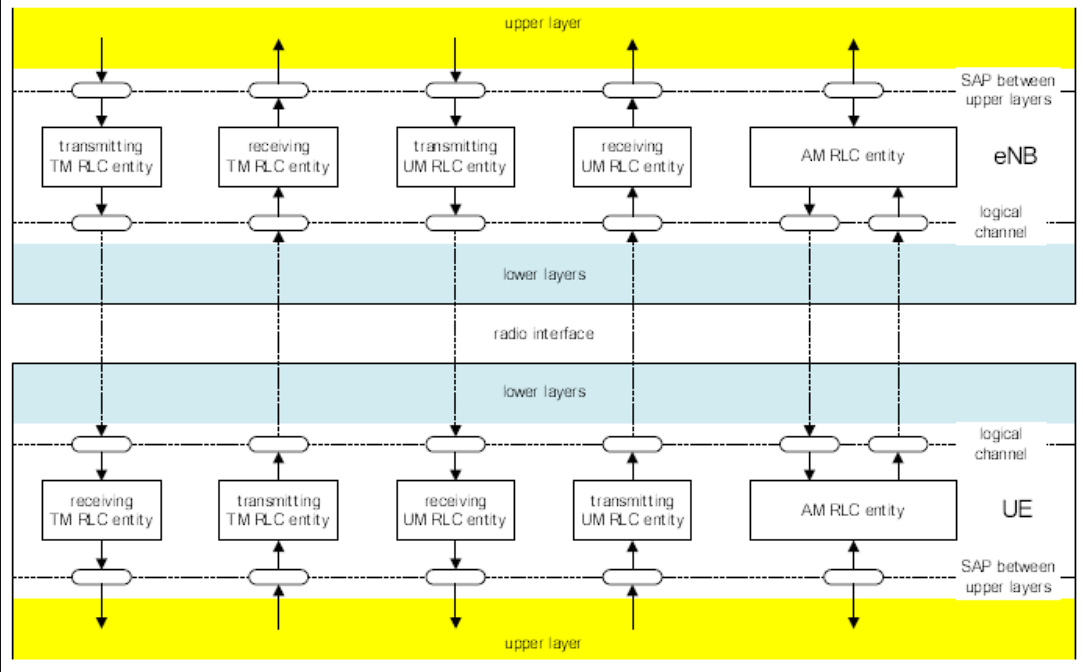 upper layer
SAP between
upper layers
transmitting
TM RLC entity
receiving
TM RLC entity
transmitting
UM RLC entity
receiving
UM RLC entity
AM RLC entity
eNB
logical
channel
lower layers
radio interface
lower layers
logical
channel
receiving
TM RLC entity
transmitting
TM RLC entity
receiving
UM RLC entity
transmitting
UM RLC entity
AM RLC entity
UE
SAP between
upper layers
upper layer